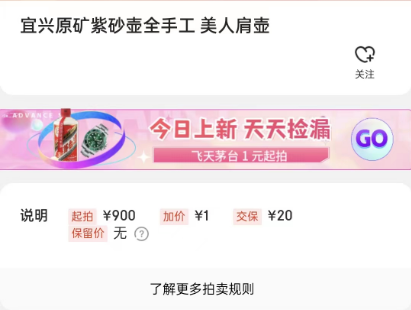 宜兴原矿紫砂壶全手工 美人肩壶
关注
ADVANCE
今日上新 天天捡漏
GO
飞天茅台1元起拍
说明 起拍 ¥900 加价 ¥1 交保 ¥20
保留价 无 ?
了解更多拍卖规则